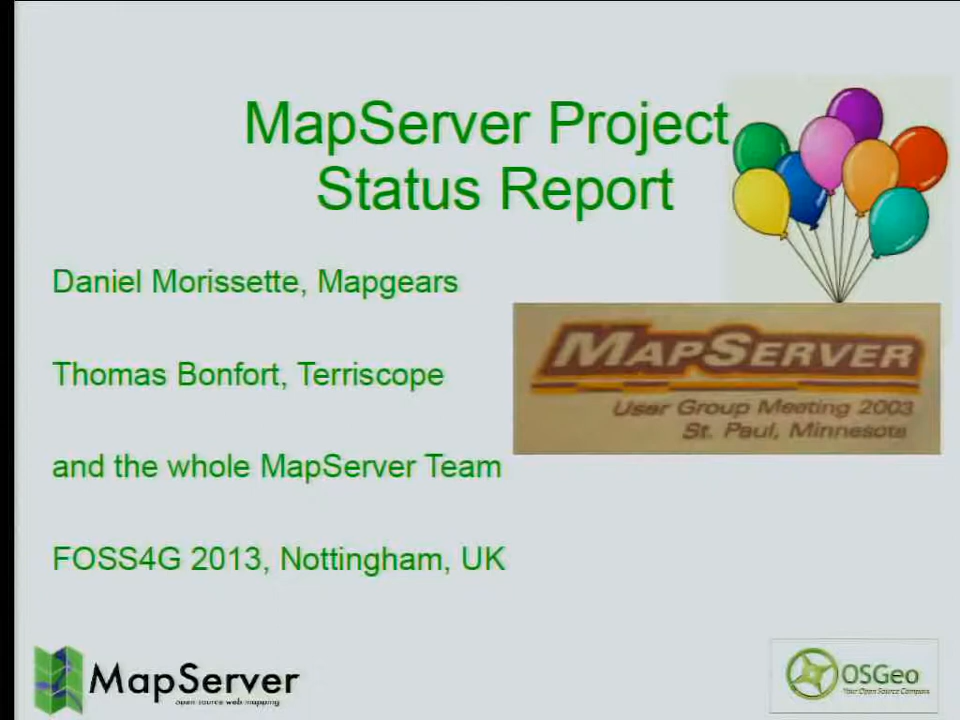 MapServer Project
Status Report
Daniel Morissette, Mapgears
Thomas Bonfort, Terriscope
and the whole MapServer Team
FOSS4G 2013, Nottingham, UK
MAPSERVER
User Group Meeting 2003
St. Paul, Minnesota
MapServer
open source web mapping
OSGeo
Your Open Source Compass